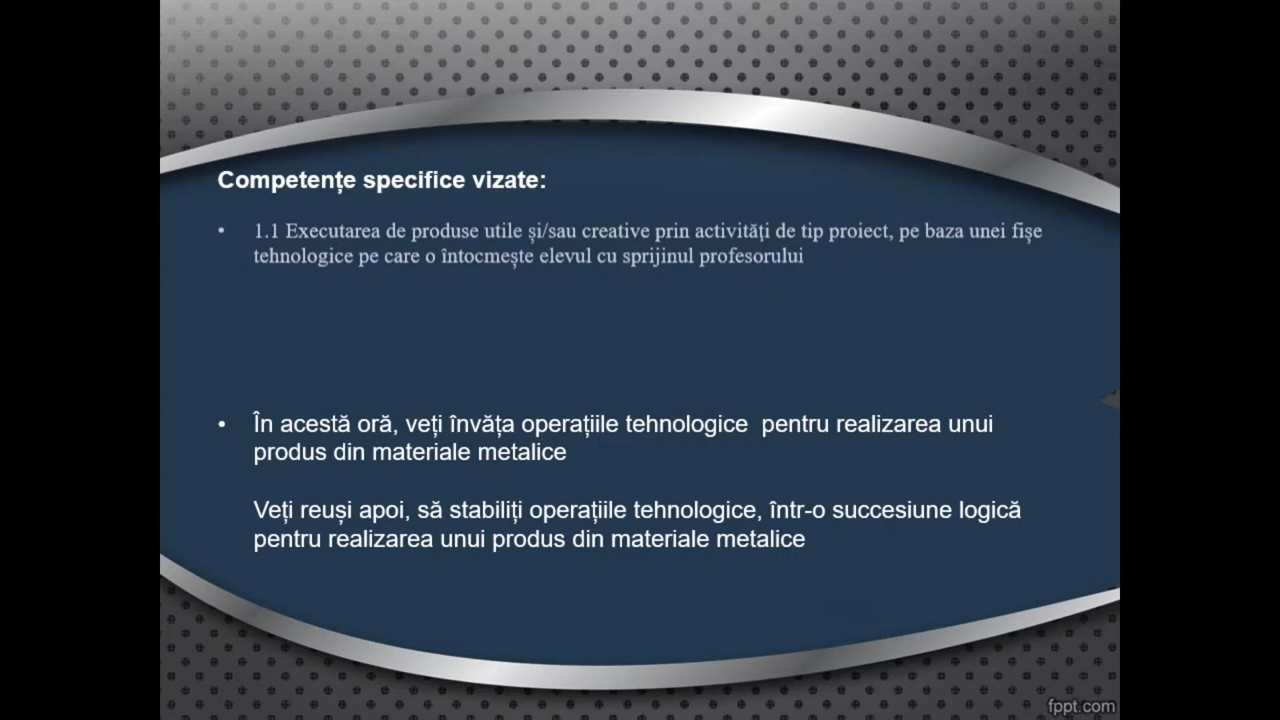 Competențe specifice vizate:
• 1.1 Executarea de produse utile și/sau creative prin activități de tip proiect, pe baza unei fișe
tehnologice pe care o întocmește elevul cu sprijinul profesorului
• În acestă oră, veți învăța operațiile tehnologice  pentru realizarea unui
produs din materiale metalice
Veți reuși apoi, să stabiliți operațiile tehnologice, într-o succesiune logică
pentru realizarea unui produs din materiale metalice
fppt.com